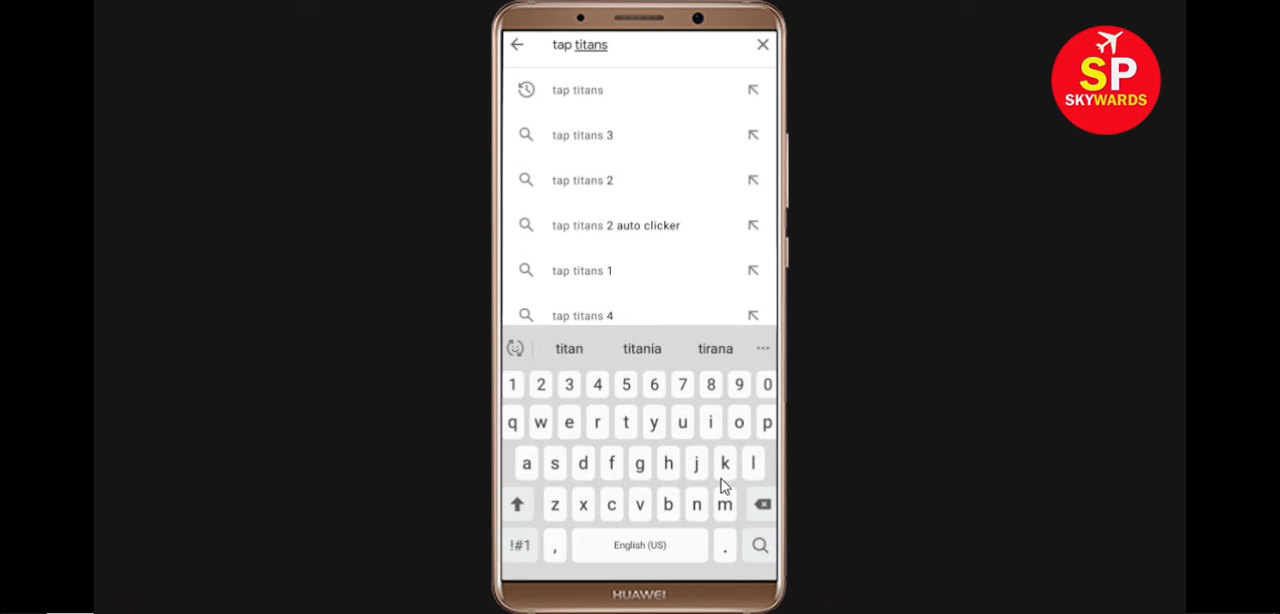 tap titans
SP
SKYWARDS
tap titans
tap titans 3
tap titans 2
tap titans 2 auto clicker
tap titans 1
tap titans 4
titan titania tirana ...
1 2 3 4 5 6 7 8 9 0
q w e r t y u i o p
a s d f g h j k l
z x c v b n m
!#1 , English (US) .
HUAWEI